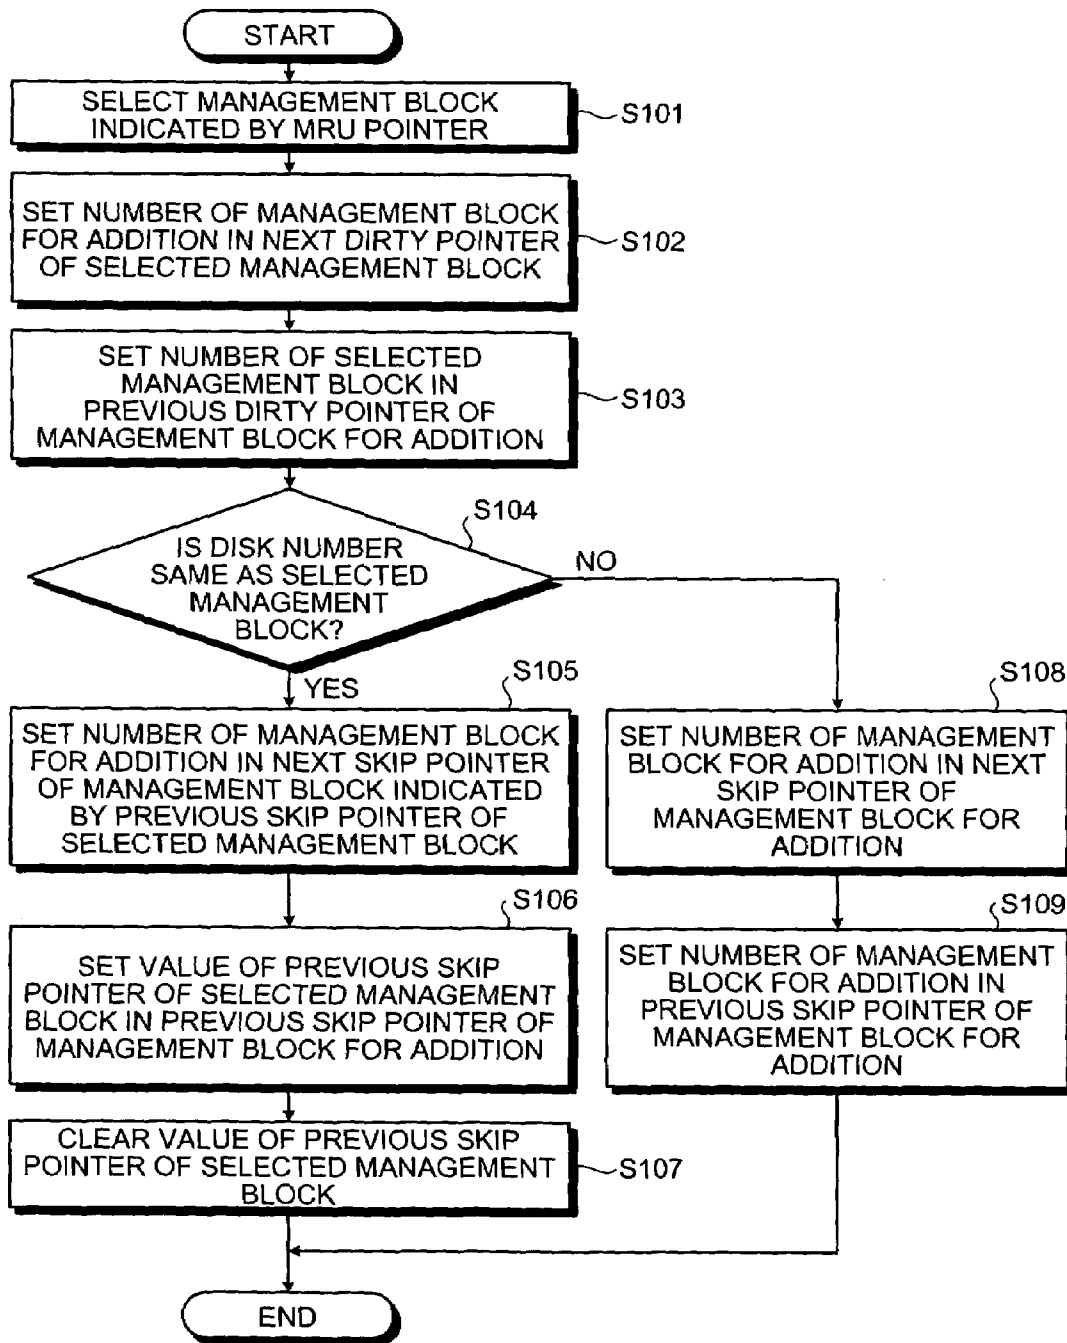 START
SELECT MANAGEMENT BLOCK
INDICATED BY MRU POINTER
S101
SET NUMBER OF MANAGEMENT BLOCK
FOR ADDITION IN NEXT DIRTY POINTER
OF SELECTED MANAGEMENT BLOCK
S102
SET NUMBER OF SELECTED
MANAGEMENT BLOCK IN
PREVIOUS DIRTY POINTER OF
MANAGEMENT BLOCK FOR ADDITION
S103
S104
IS DISK NUMBER
SAME AS SELECTED
MANAGEMENT
BLOCK?
NO
YES
S105
SET NUMBER OF MANAGEMENT BLOCK
FOR ADDITION IN NEXT SKIP POINTER
OF MANAGEMENT BLOCK INDICATED
BY PREVIOUS SKIP POINTER OF
SELECTED MANAGEMENT BLOCK
S106
SET VALUE OF PREVIOUS SKIP
POINTER OF SELECTED MANAGEMENT
BLOCK IN PREVIOUS SKIP POINTER OF
MANAGEMENT BLOCK FOR ADDITION
CLEAR VALUE OF PREVIOUS SKIP
POINTER OF SELECTED MANAGEMENT
BLOCK
S107
S108
SET NUMBER OF MANAGEMENT
BLOCK FOR ADDITION IN NEXT
SKIP POINTER OF
MANAGEMENT BLOCK FOR
ADDITION
S109
SET NUMBER OF MANAGEMENT
BLOCK FOR ADDITION IN
PREVIOUS SKIP POINTER OF
MANAGEMENT BLOCK FOR
ADDITION
END